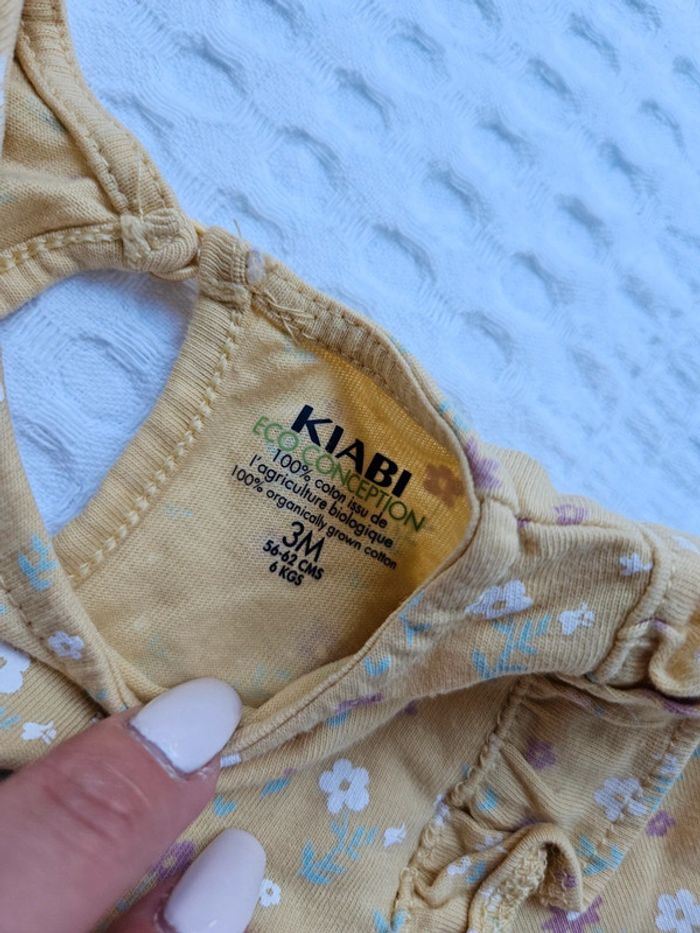 KIABI
ECO CONCEPTION
100% coton issu de
l'agriculture biologique
100% organically grown cotton
3M
56-62 CMS
6 KGS